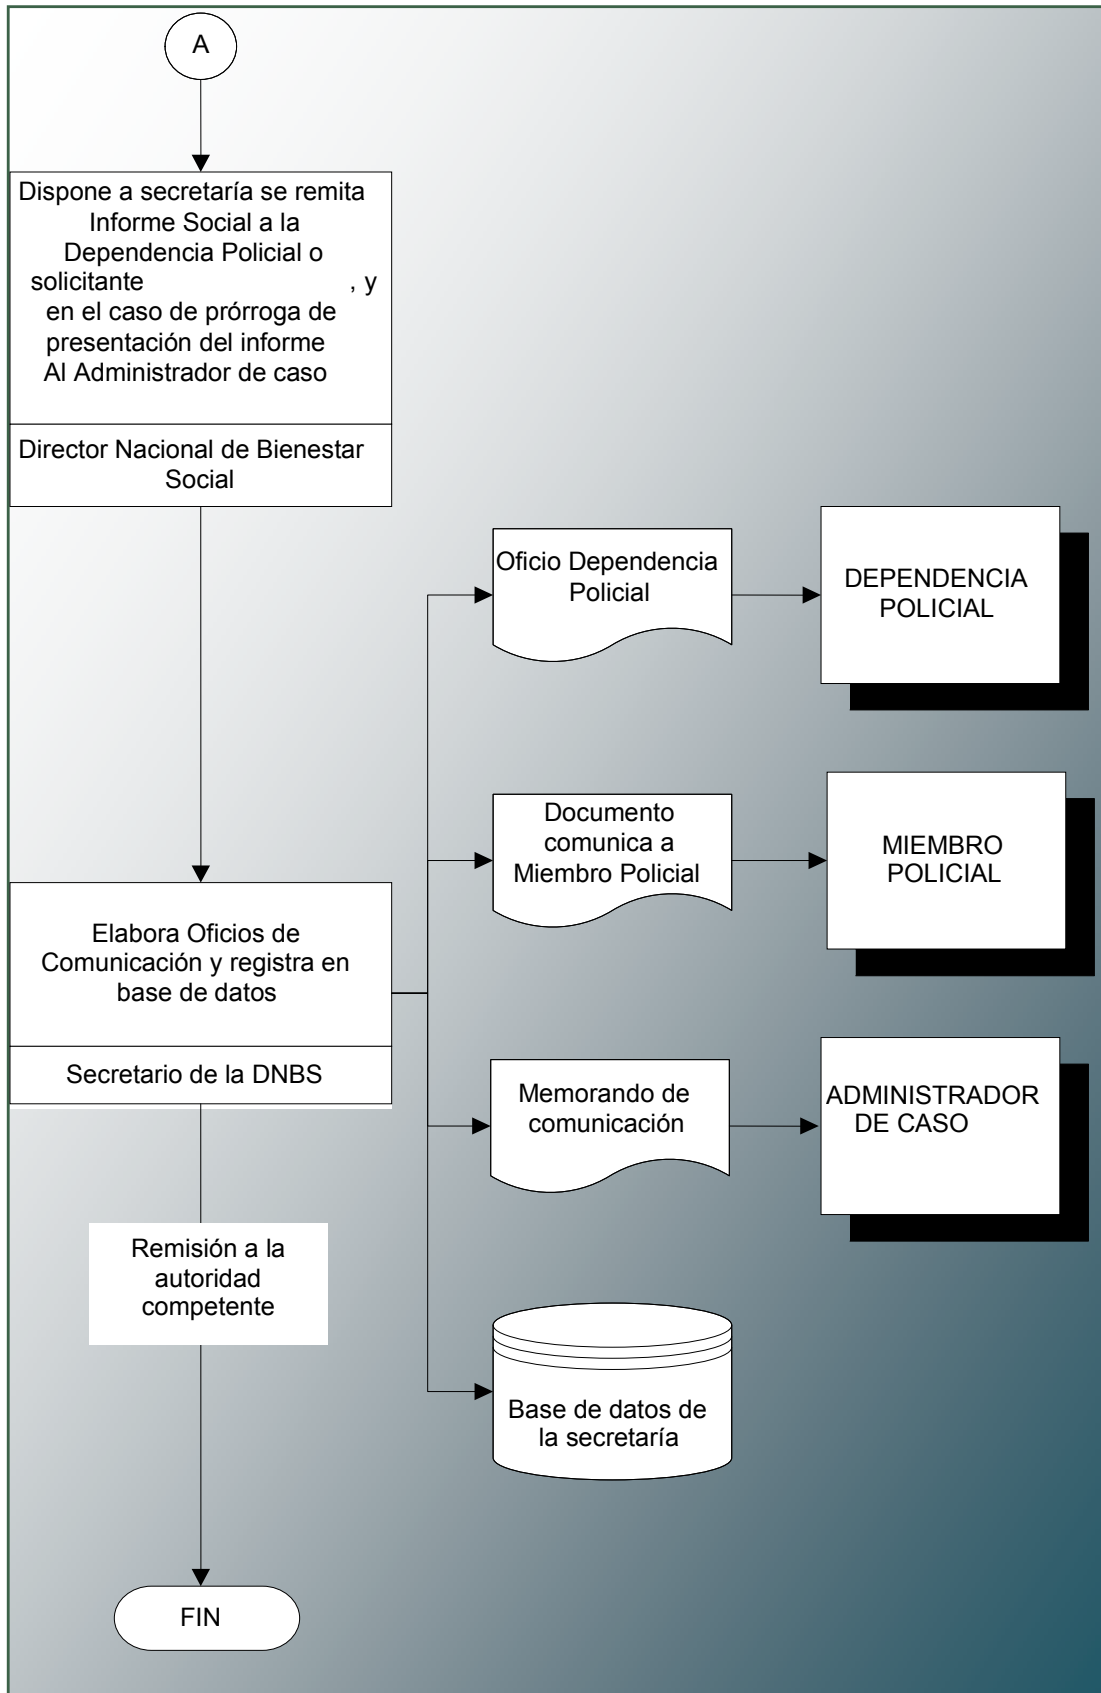 A
Dispone a secretaría se remita
Informe Social a la
Dependencia Policial o
solicitante , y
en el caso de prórroga de
presentación del informe
Al Administrador de caso
Director Nacional de Bienestar
Social
Oficio Dependencia
Policial
DEPENDENCIA
POLICIAL
Documento
comunica a
Miembro Policial
MIEMBRO
POLICIAL
Elabora Oficios de
Comunicación y registra en
base de datos
Secretario de la DNBS
Memorando de
comunicación
ADMINISTRADOR
DE CASO
Remisión a la
autoridad
competente
Base de datos de
la secretaría
FIN